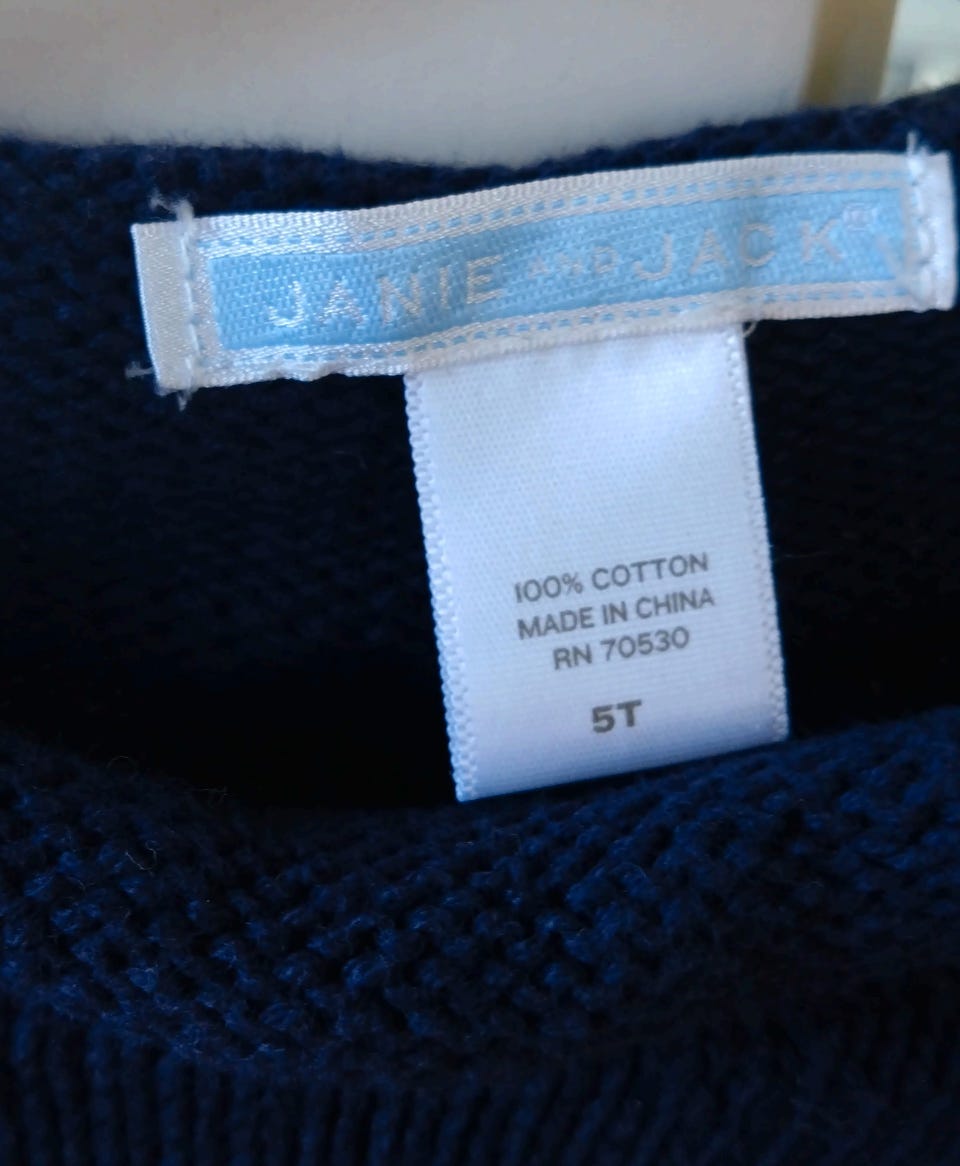 JANIE AND JACK
100% COTTON
MADE IN CHINA
RN 70530
5T